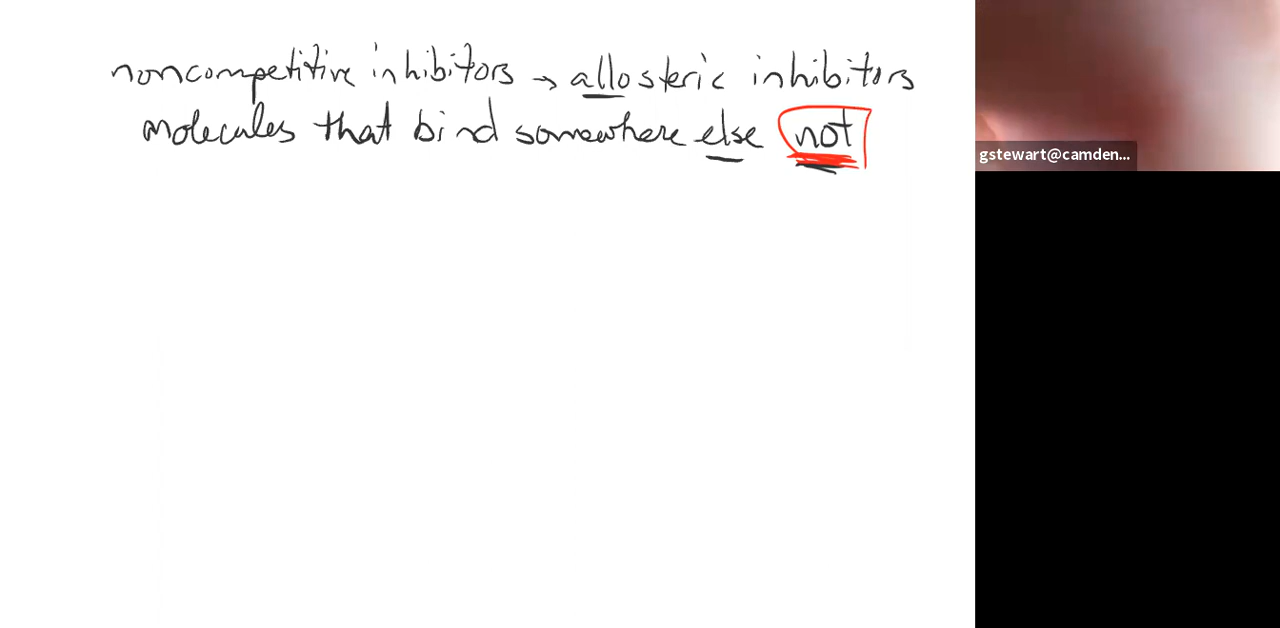 noncompetitive inhibitors → allosteric inhibitors
molecules that bind somewhere else not
gstewart@camden...